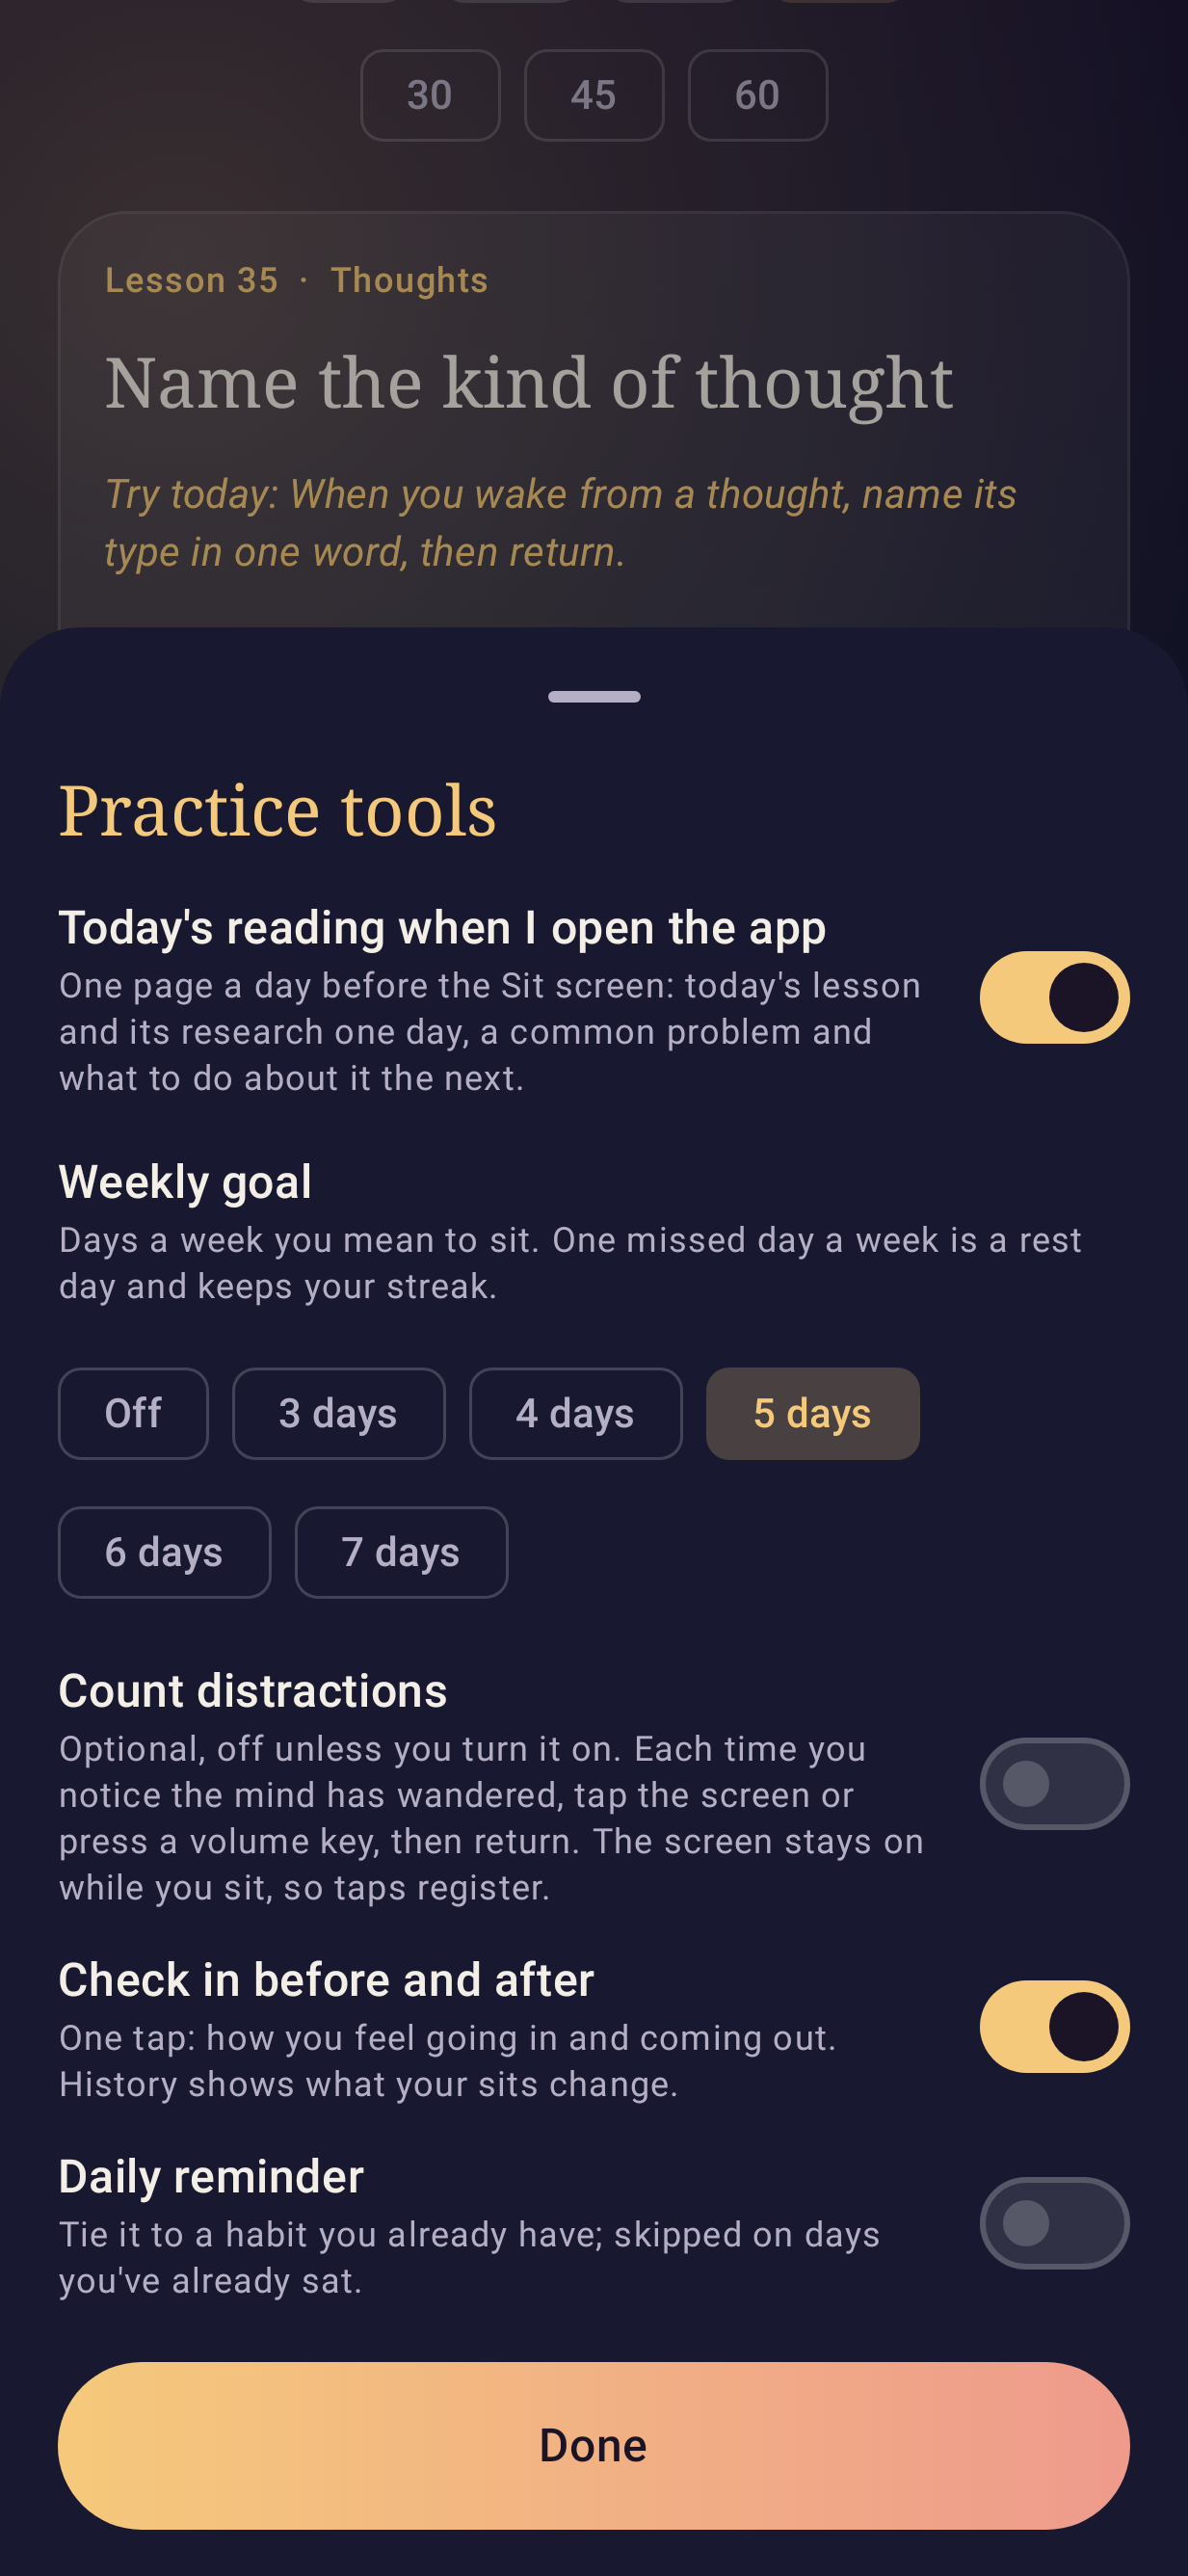 30 45 60
Lesson 35 · Thoughts
Name the kind of thought
Try today: When you wake from a thought, name its
type in one word, then return.
Practice tools
Today's reading when I open the app
One page a day before the Sit screen: today's lesson
and its research one day, a common problem and
what to do about it the next.
Weekly goal
Days a week you mean to sit. One missed day a week is a rest
day and keeps your streak.
Off 3 days 4 days 5 days
6 days 7 days
Count distractions
Optional, off unless you turn it on. Each time you
notice the mind has wandered, tap the screen or
press a volume key, then return. The screen stays on
while you sit, so taps register.
Check in before and after
One tap: how you feel going in and coming out.
History shows what your sits change.
Daily reminder
Tie it to a habit you already have; skipped on days
you've already sat.
Done